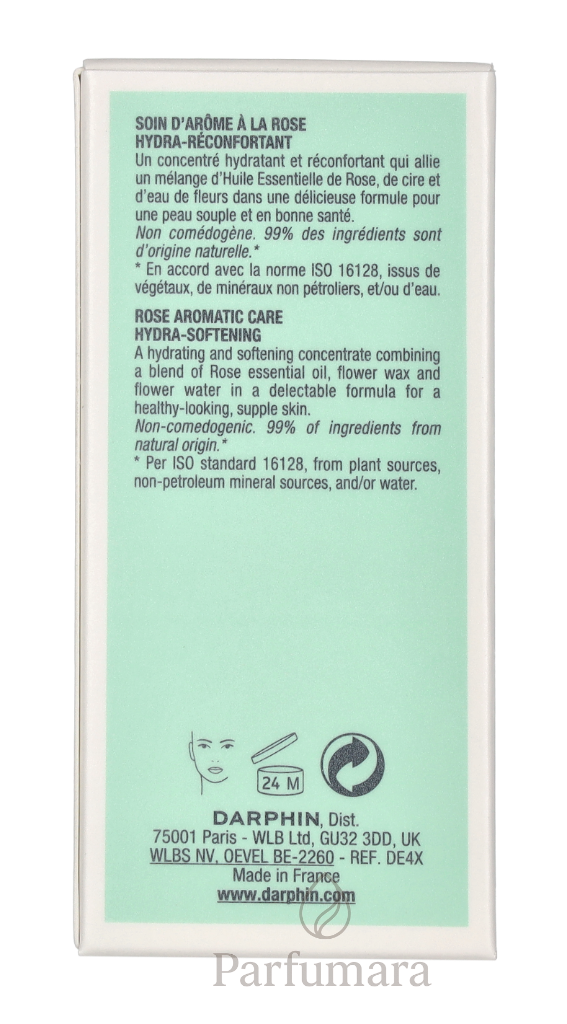 SOIN D'ARÔME À LA ROSE
HYDRA-RÉCONFORTANT
Un concentré hydratant et réconfortant qui allie
un mélange d'Huile Essentielle de Rose, de cire et
d'eau de fleurs dans une délicieuse formule pour
une peau souple et en bonne santé.
Non comédogène. 99% des ingrédients sont
d'origine naturelle.*
* En accord avec la norme ISO 16128, issus de
végétaux, de minéraux non pétroliers, et/ou d'eau.
ROSE AROMATIC CARE
HYDRA-SOFTENING
A hydrating and softening concentrate combining
a blend of Rose essential oil, flower wax and
flower water in a delectable formula for a
healthy-looking, supple skin.
Non-comedogenic. 99% of ingredients from
natural origin.*
* Per ISO standard 16128, from plant sources,
non-petroleum mineral sources, and/or water.
24 M
DARPHIN, Dist.
75001 Paris - WLB Ltd, GU32 3DD, UK
WLBS NV, OEVEL BE-2260 - REF. DE4X
Made in France
www.darphin.com
Parfumara